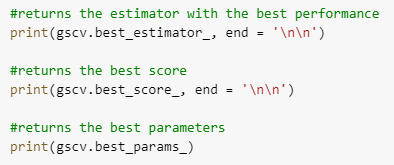 #returns the estimator with the best performance
print(gscv.best_estimator_, end = '\n\n')
#returns the best score
print(gscv.best_score_, end = '\n\n')
#returns the best parameters
print(gscv.best_params_)